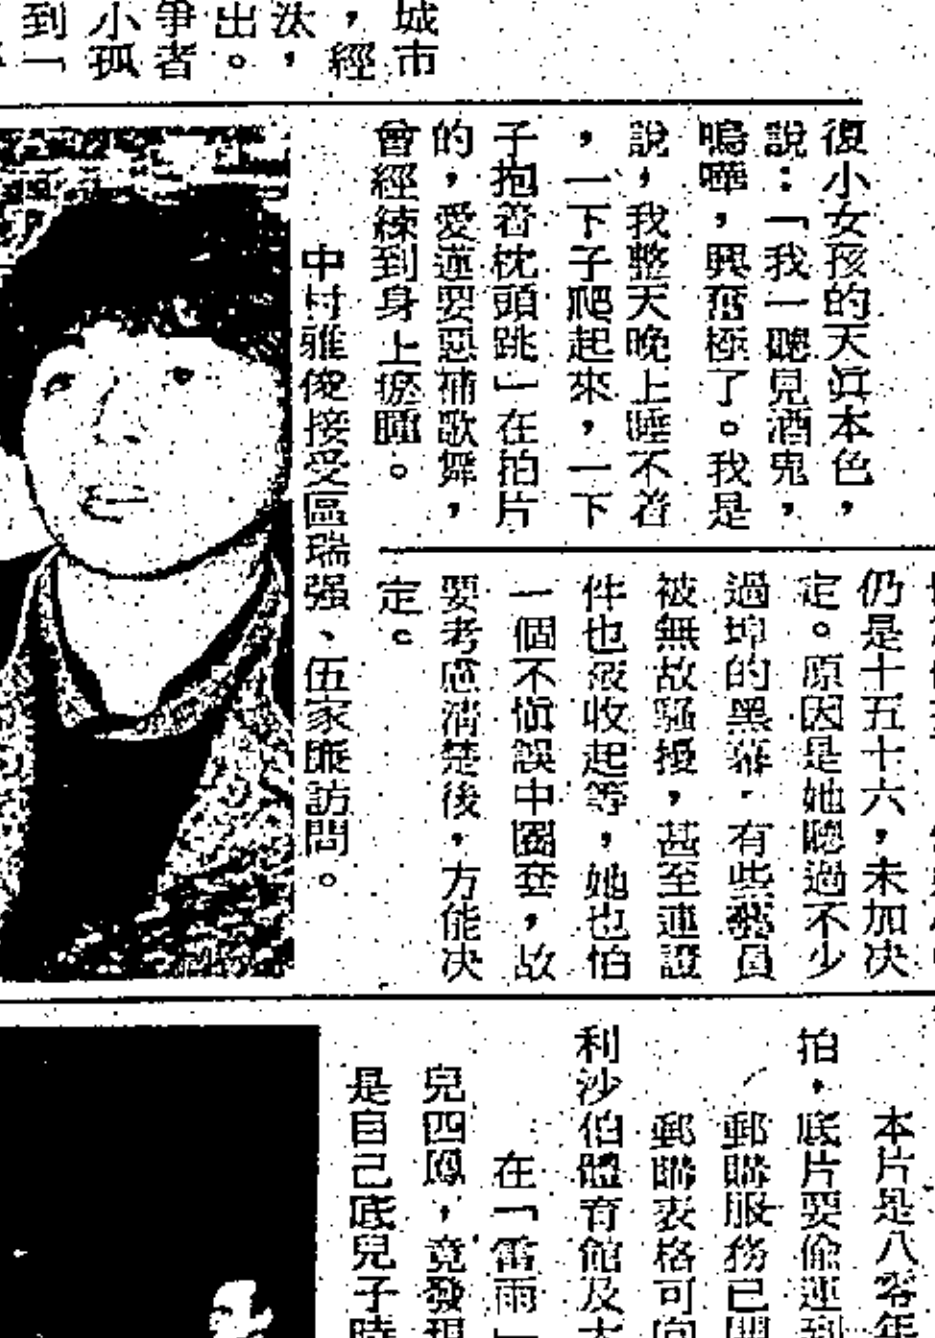 城市
，經
汰，
出。
爭者
小孤
到「
復小女孩的天眞本色，
說：「我一聽見酒鬼，
嗚嘩，興奮極了。我是
說，我整天晚上睡不着
，一下子爬起來，一下
子抱着枕頭跳」在拍片
的，愛蓮要惡補歌舞，
曾經練到身上瘀腫。
中村雅俊接受區瑞强、伍家廉訪問。
仍是十五十六，未加决
定。原因是她聽過不少
過埠的黑幕，有些藝員
被無故騷擾，甚至連證
件也被收起等，她也怕
一個不愼誤中圈套，故
要考慮淸楚後，方能决
定。
本片是八零年
拍，底片要偷運到
郵購服務已開
郵購表格可向
利沙伯體育館及大
在「雷雨」
兒四鳳，竟發現
是自己底兒子時